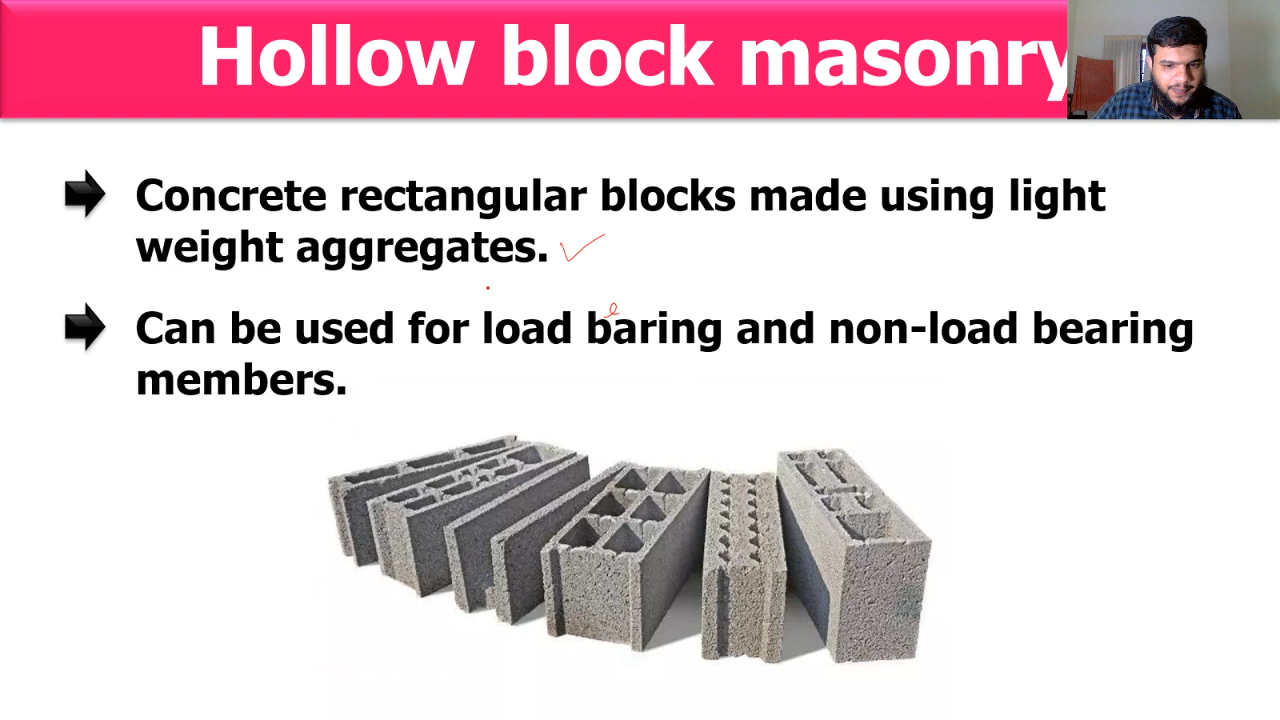 Hollow block masonry
Concrete rectangular blocks made using light
weight aggregates.
e
Can be used for load baring and non-load bearing
members.